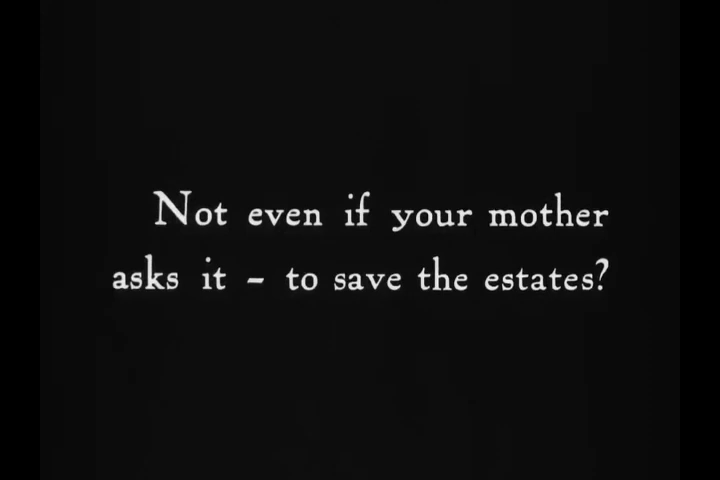 Not even if your mother
asks it – to save the estates?